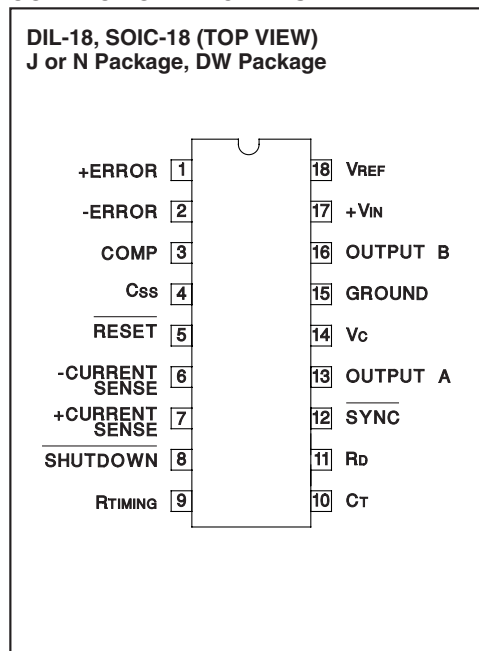 DIL-18, SOIC-18 (TOP VIEW)
J or N Package, DW Package
+ERROR 1
-ERROR 2
COMP 3
CSS 4
RESET 5
-CURRENT
SENSE 6
+CURRENT
SENSE 7
SHUTDOWN 8
RTIMING 9
18 VREF
17 +VIN
16 OUTPUT B
15 GROUND
14 VC
13 OUTPUT A
12 SYNC
11 RD
10 CT